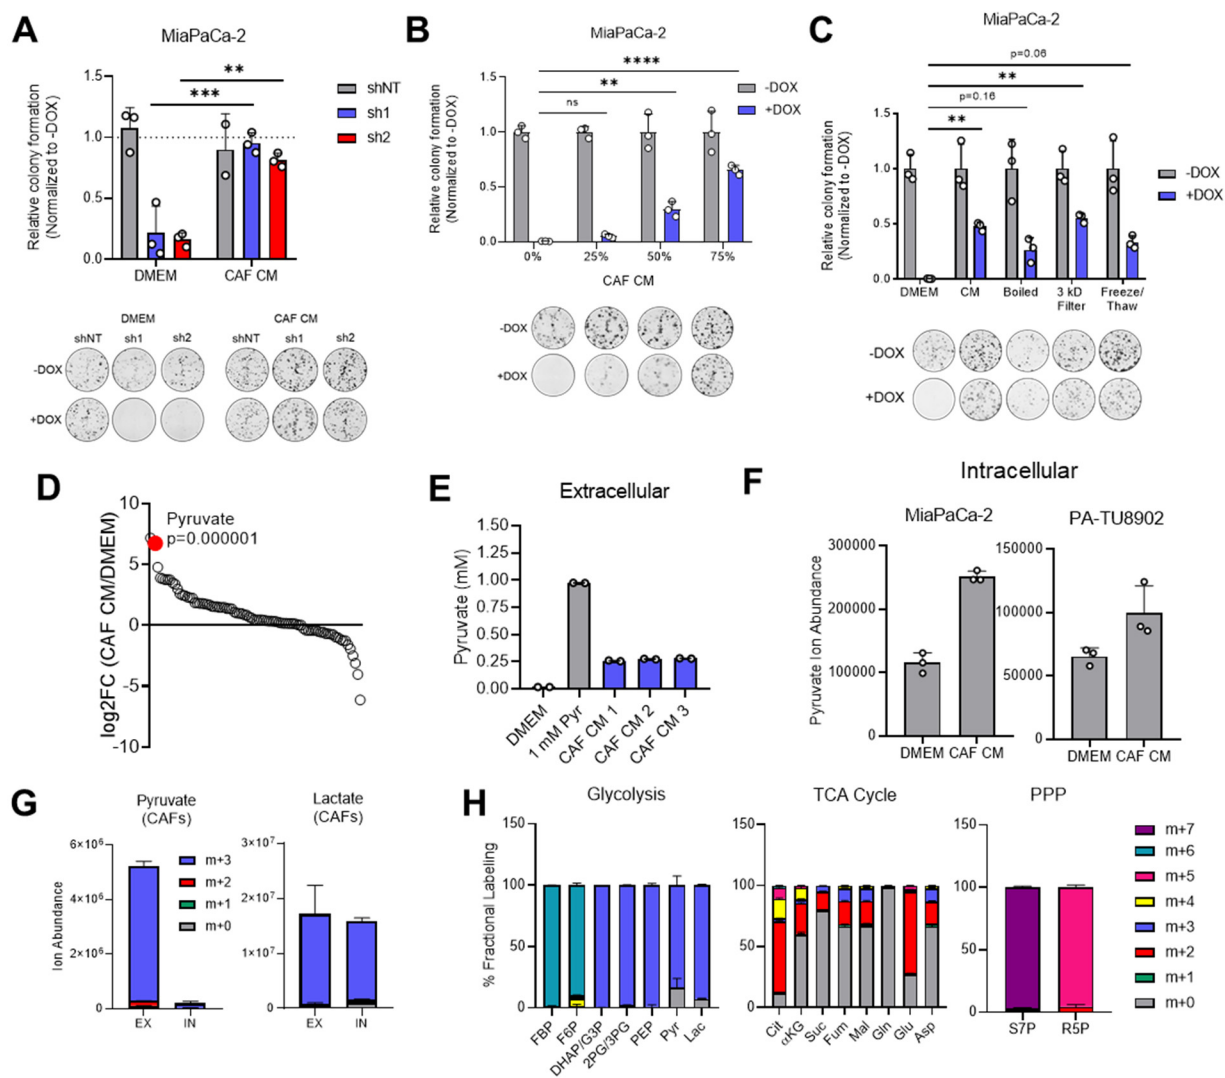 A
MiaPaCa-2
** 
***
Relative colony formation
(Normalized to -DOX)
1.5
1.0
0.5
0.0
DMEM
CAF CM
shNT
sh1
sh2
DMEM
CAF CM
shNT
sh1
sh2
shNT
sh1
sh2
-DOX
+DOX
B
MiaPaCa-2
****
**
ns
Relative colony formation
(Normalized to -DOX)
1.5
1.0
0.5
0.0
0%
25%
50%
75%
CAF CM
-DOX
+DOX
-DOX
+DOX
C
MiaPaCa-2
p=0.06
**
p=0.16
**
Relative colony formation
(Normalized to -DOX)
1.5
1.0
0.5
0.0
DMEM
CM
Boiled
3 kD
Filter
Freeze/
Thaw
-DOX
+DOX
-DOX
+DOX
D
log2FC (CAF CM/DMEM)
10
5
0
-5
-10
Pyruvate
p=0.000001
E
Extracellular
Pyruvate (mM)
1.50
1.25
1.00
0.75
0.50
0.25
0.00
DMEM
1 mM Pyr
CAF CM 1
CAF CM 2
CAF CM 3
F
Intracellular
MiaPaCa-2
Pyruvate Ion Abundance
300000
200000
100000
0
DMEM
CAF CM
PA-TU8902
150000
100000
50000
0
DMEM
CAF CM
G
Pyruvate
(CAFs)
Ion Abundance
6×10⁶
4×10⁶
2×10⁶
0
EX
IN
m+3
m+2
m+1
m+0
Lactate
(CAFs)
3×10⁷
2×10⁷
1×10⁷
0
EX
IN
H
Glycolysis
% Fractional Labeling
150
100
50
0
FBP
F6P
DHAP/G3P
2PG/3PG
PEP
Pyr
Lac
TCA Cycle
150
100
50
0
Cit
αKG
Suc
Fum
Mal
Gln
Glu
Asp
PPP
150
100
50
0
S7P
R5P
m+7
m+6
m+5
m+4
m+3
m+2
m+1
m+0